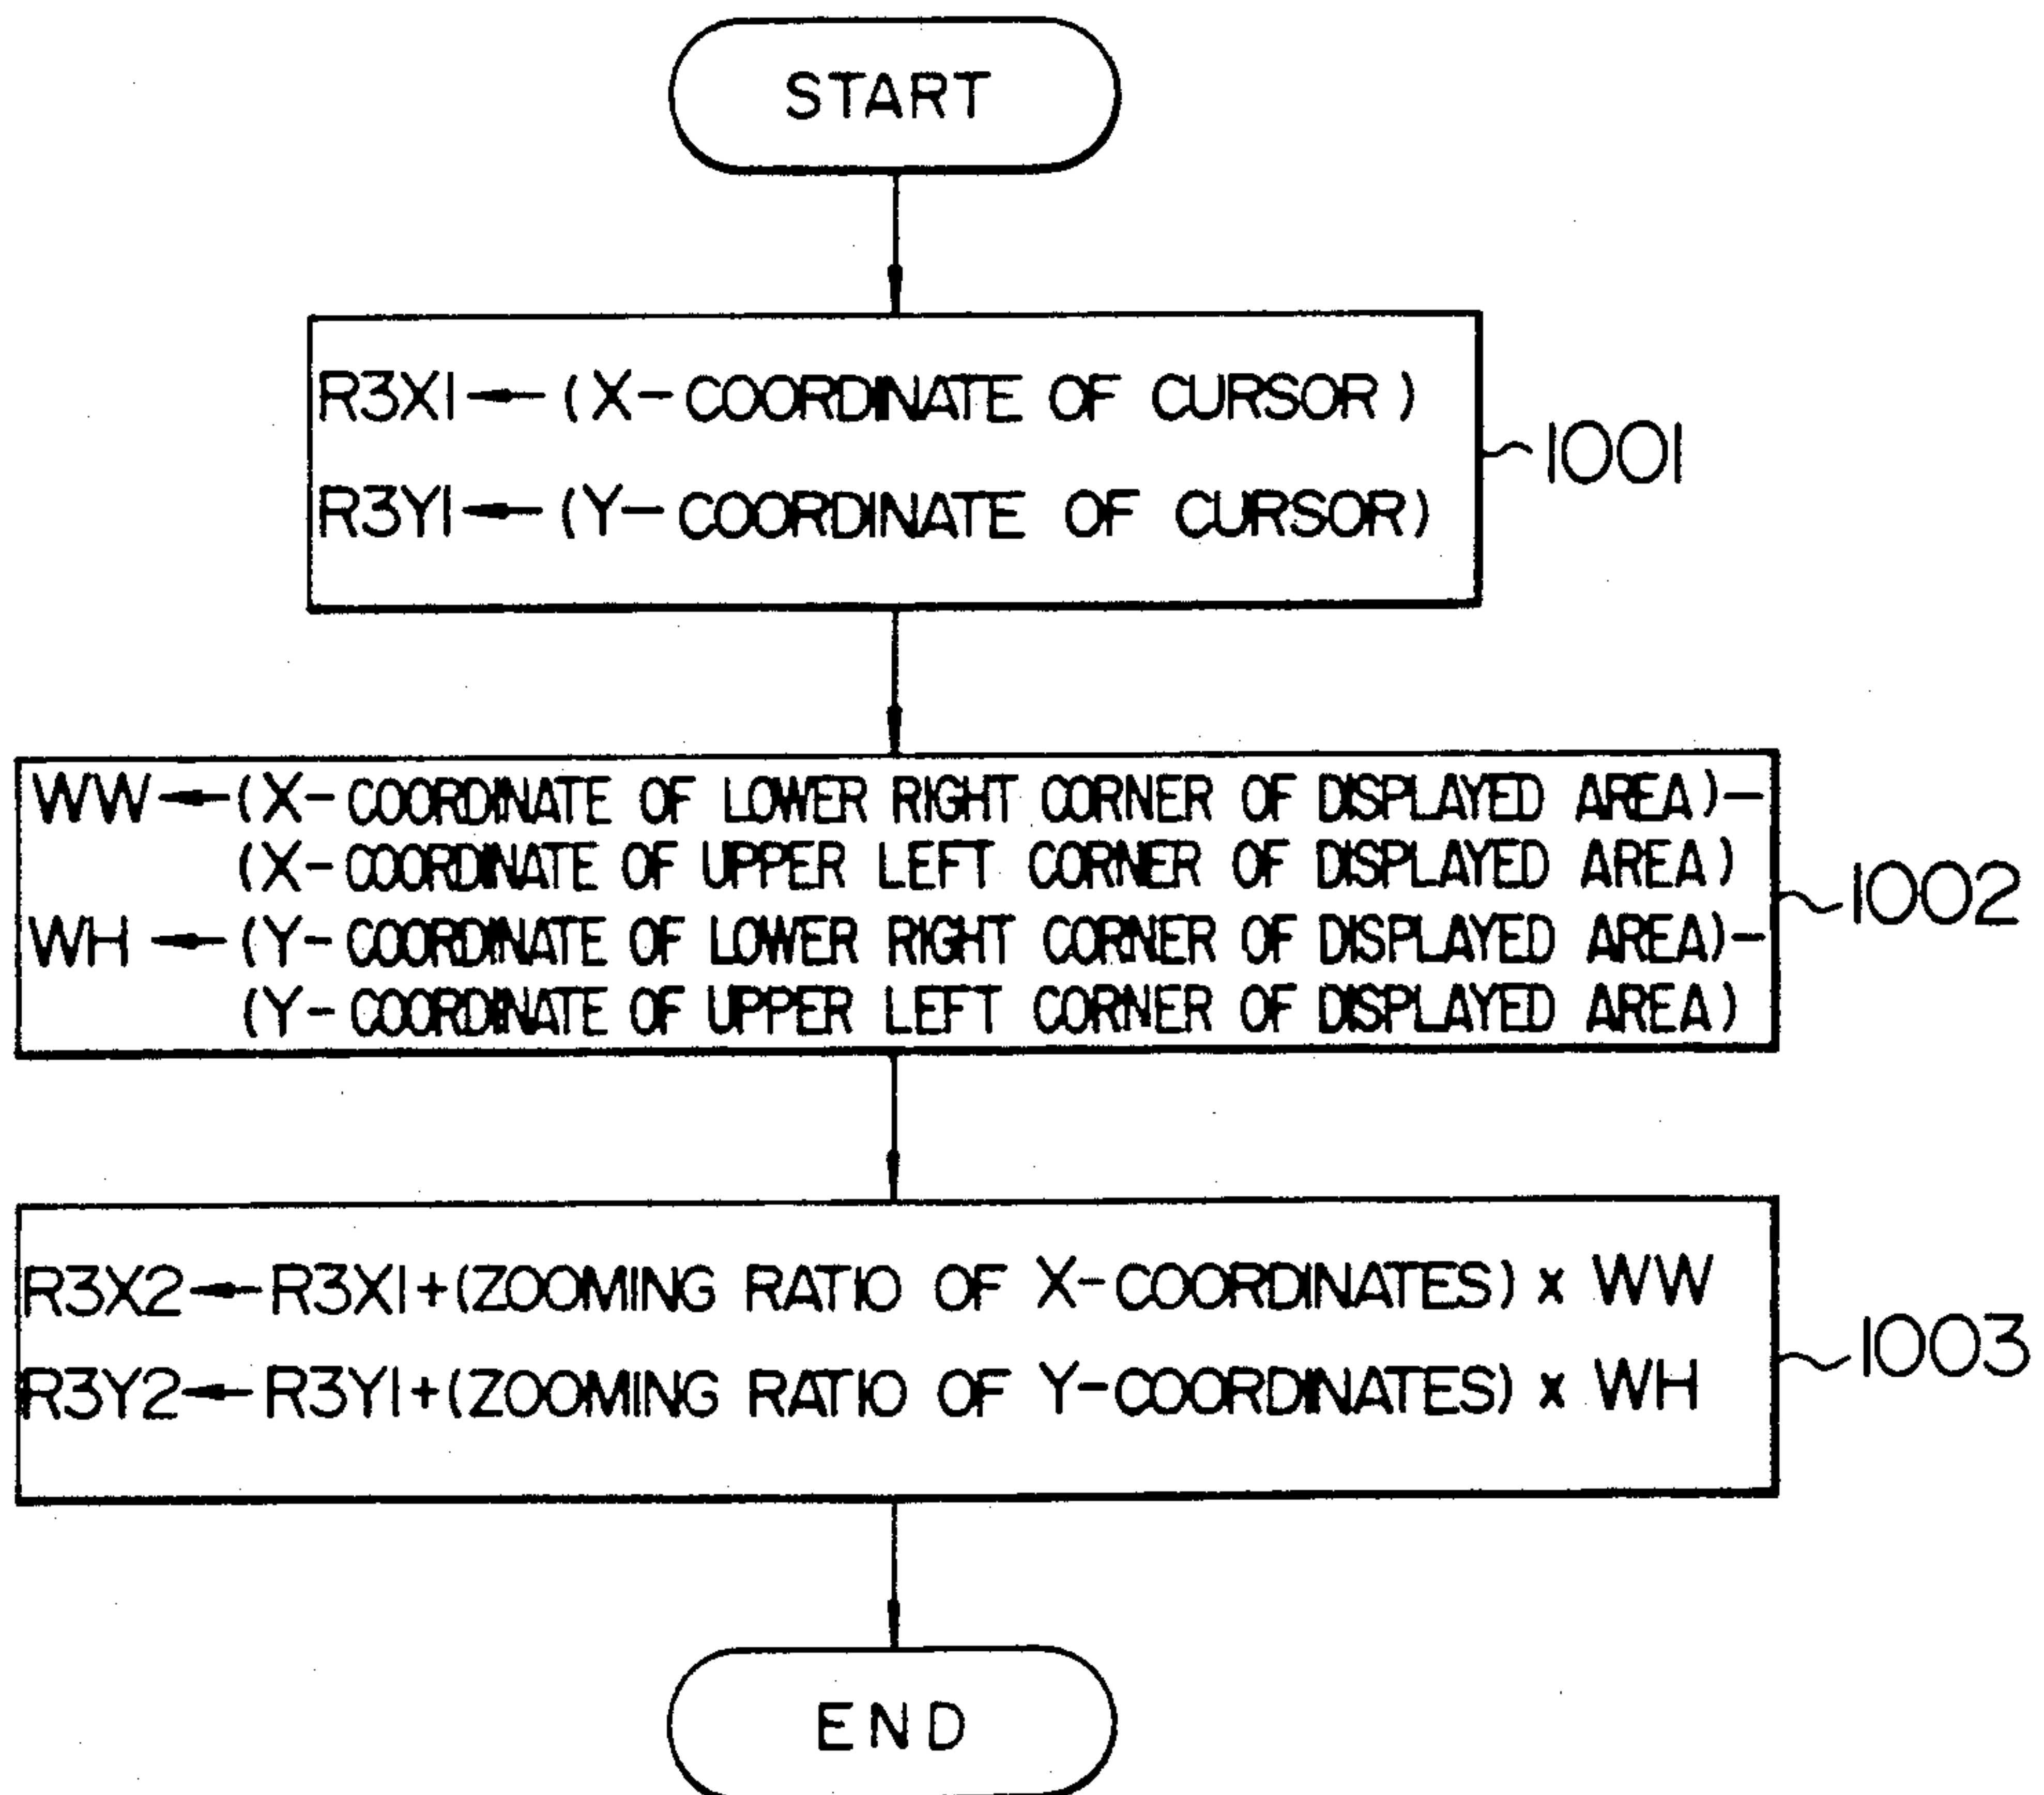 START
R3X1←(X-COORDINATE OF CURSOR)
R3Y1←(Y-COORDINATE OF CURSOR)
1001
WW←(X-COORDINATE OF LOWER RIGHT CORNER OF DISPLAYED AREA)-
(X-COORDINATE OF UPPER LEFT CORNER OF DISPLAYED AREA)
WH←(Y-COORDINATE OF LOWER RIGHT CORNER OF DISPLAYED AREA)-
(Y-COORDINATE OF UPPER LEFT CORNER OF DISPLAYED AREA)
1002
R3X2←R3X1+(ZOOMING RATIO OF X-COORDINATES) x WW
R3Y2←R3Y1+(ZOOMING RATIO OF Y-COORDINATES) x WH
1003
END